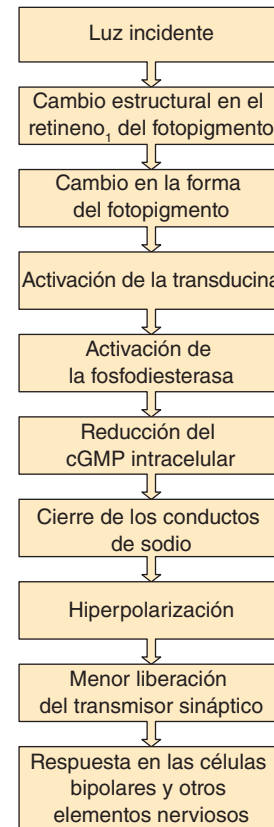 Luz incidente
Cambio estructural en el
retineno₁ del fotopigmento
Cambio en la forma
del fotopigmento
Activación de la transducina
Activación de
la fosfodiesterasa
Reducción del
cGMP intracelular
Cierre de los conductos
de sodio
Hiperpolarización
Menor liberación
del transmisor sináptico
Respuesta en las células
bipolares y otros
elementos nerviosos